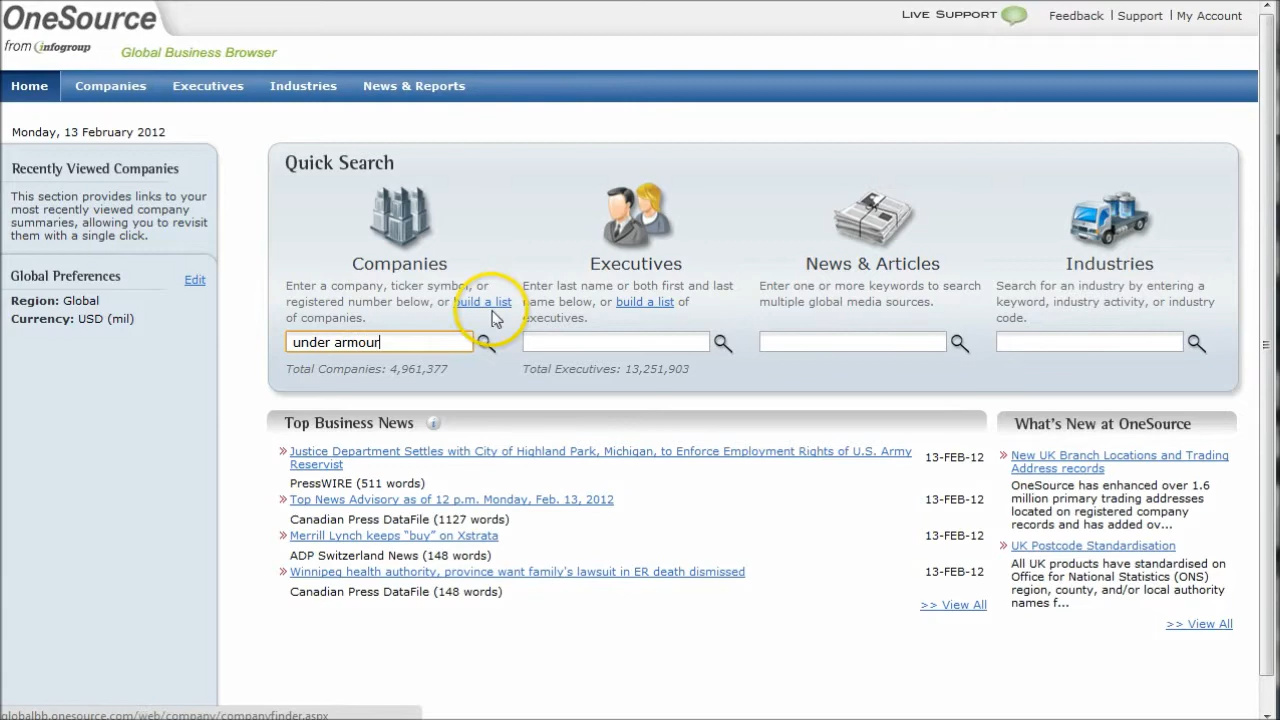 OneSource
from infogroup
Global Business Browser
LIVE SUPPORT
Feedback | Support | My Account
Home Companies Executives Industries News & Reports
Monday, 13 February 2012
Recently Viewed Companies
This section provides links to your
most recently viewed company
summaries, allowing you to revisit
them with a single click.
Global Preferences Edit
Region: Global
Currency: USD (mil)
Quick Search
Companies
Enter a company, ticker symbol, or
registered number below, or build a list
of companies.
under armour
Total Companies: 4,961,377
Executives
Enter last name or both first and last
name below, or build a list of
executives.
Total Executives: 13,251,903
News & Articles
Enter one or more keywords to search
multiple global media sources.
Industries
Search for an industry by entering a
keyword, industry activity, or industry
code.
Top Business News
Justice Department Settles with City of Highland Park, Michigan, to Enforce Employment Rights of U.S. Army 13-FEB-12
Reservist
PressWIRE (511 words)
Top News Advisory as of 12 p.m. Monday, Feb. 13, 2012 13-FEB-12
Canadian Press DataFile (1127 words)
Merrill Lynch keeps "buy" on Xstrata 13-FEB-12
ADP Switzerland News (148 words)
Winnipeg health authority, province want family's lawsuit in ER death dismissed 13-FEB-12
Canadian Press DataFile (148 words)
>> View All
What's New at OneSource
New UK Branch Locations and Trading
Address records
OneSource has enhanced over 1.6
million primary trading addresses
located on registered company
records and has added ov...
UK Postcode Standardisation
All UK products have standardised on
Office for National Statistics (ONS)
region, county, and/or local authority
names f...
>> View All
globalbb.onesource.com/web/company/companyfinder.aspx